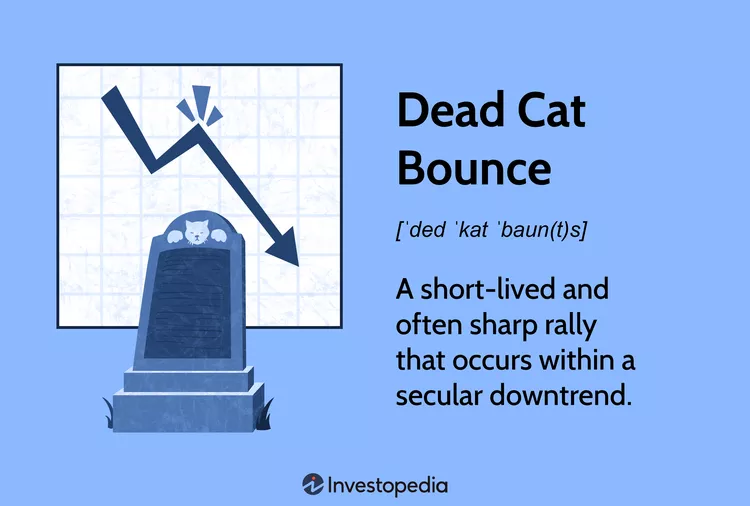 Dead Cat
Bounce
[ˈded ˈkat ˈbaun(t)s]
A short-lived and
often sharp rally
that occurs within a
secular downtrend.
Investopedia